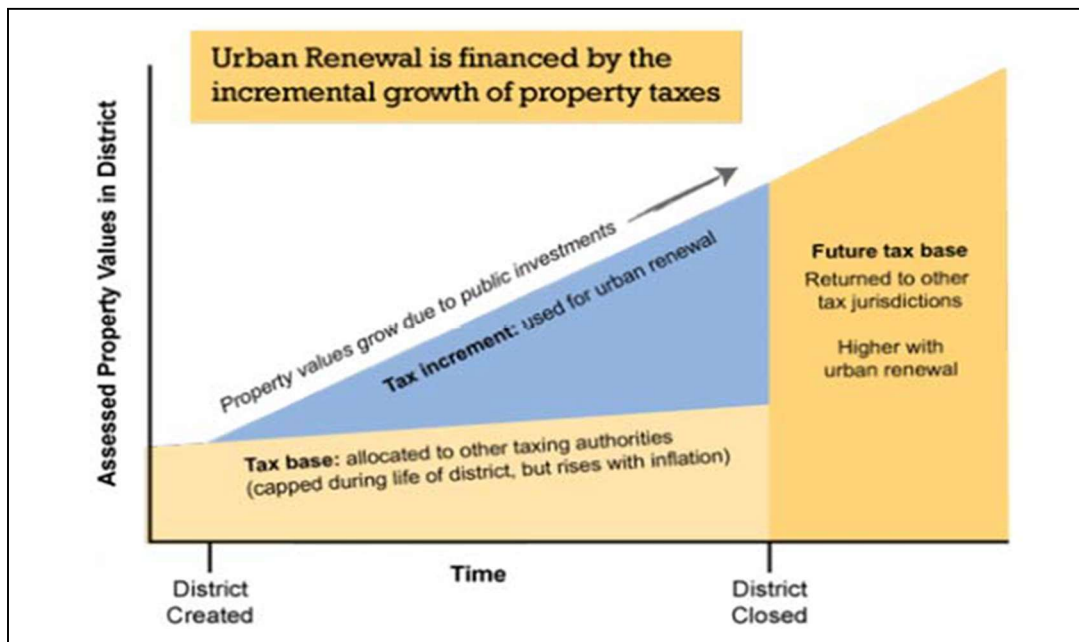 Urban Renewal is financed by the
incremental growth of property taxes
Assessed Property Values in District
Property values grow due to public investments
Tax increment: used for urban renewal
Tax base: allocated to other taxing authorities
(capped during life of district, but rises with inflation)
Future tax base
Returned to other
tax jurisdictions
Higher with
urban renewal
District
Created
Time
District
Closed